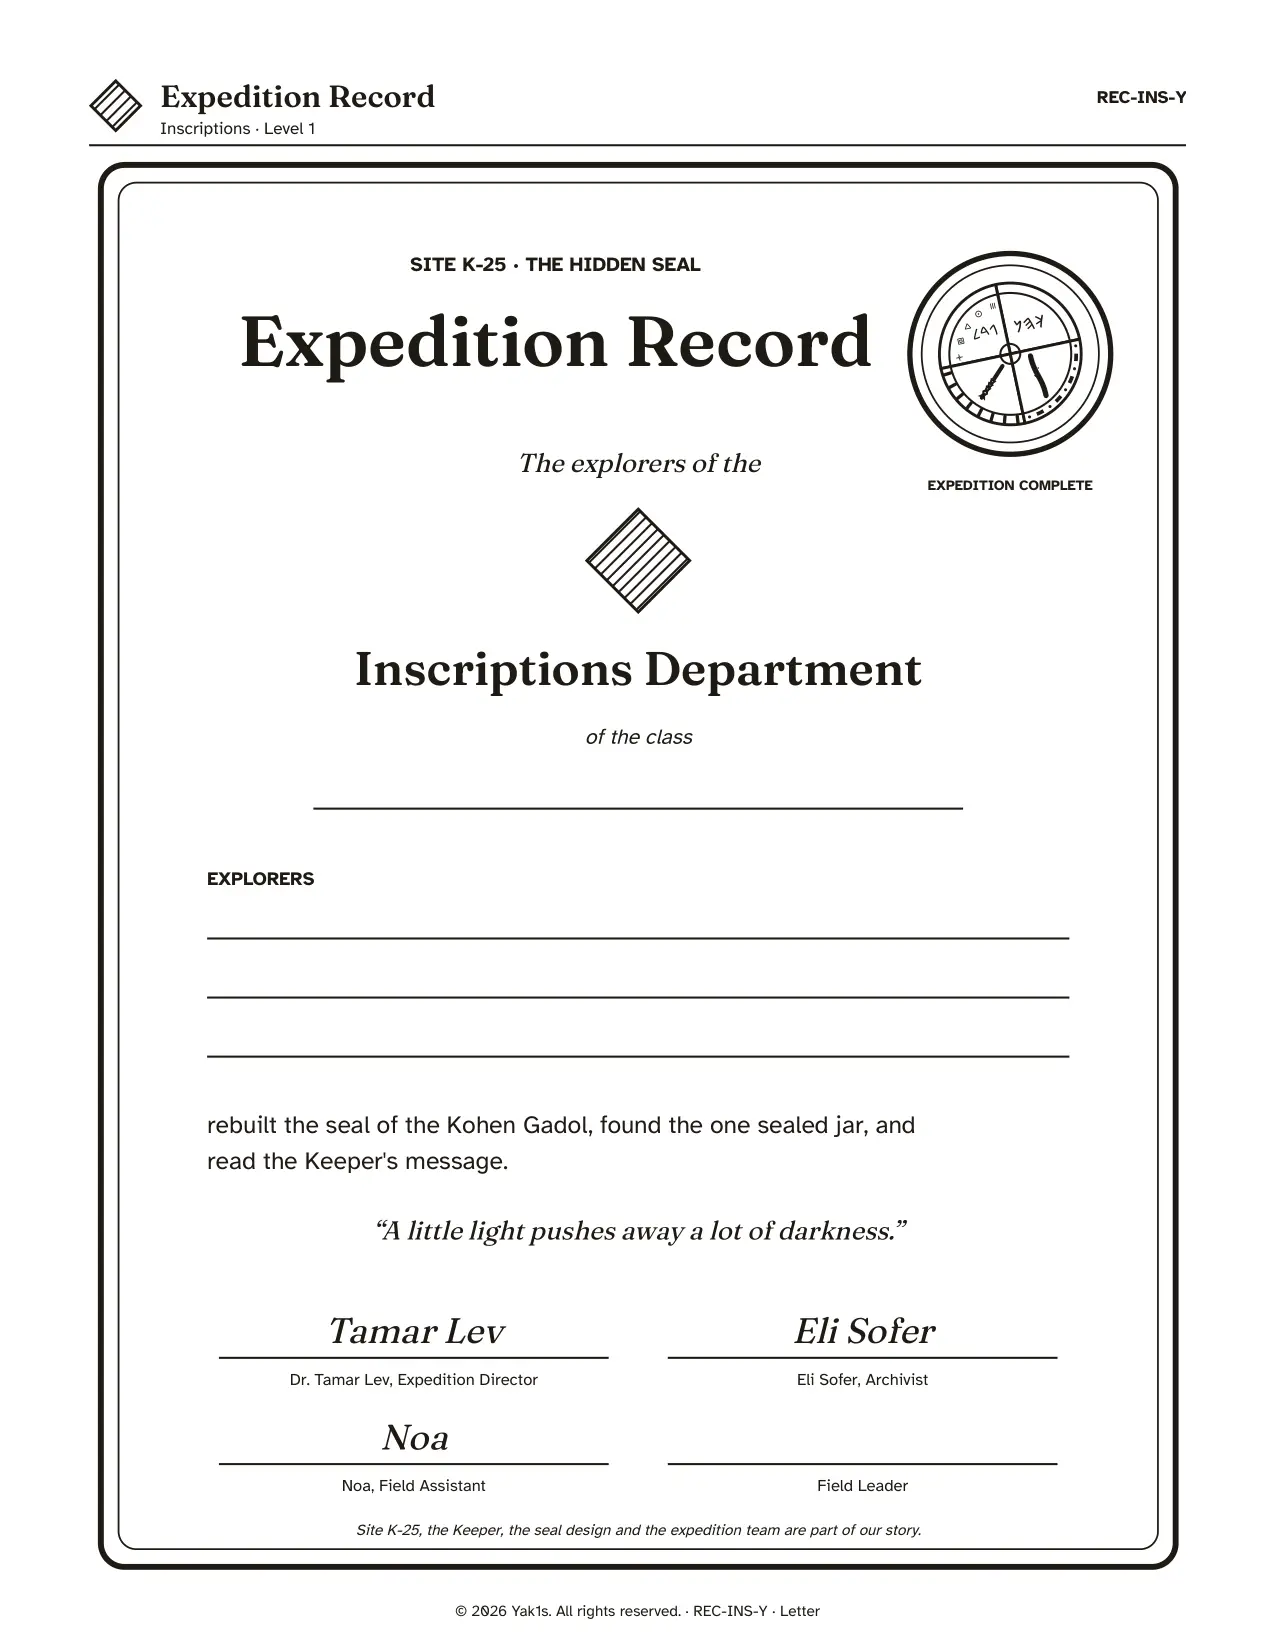 Expedition Record
Inscriptions · Level 1
REC-INS-Y
SITE K-25 · THE HIDDEN SEAL
Expedition Record
EXPEDITION COMPLETE
The explorers of the
Inscriptions Department
of the class
EXPLORERS
rebuilt the seal of the Kohen Gadol, found the one sealed jar, and
read the Keeper's message.
“A little light pushes away a lot of darkness.”
Tamar Lev
Dr. Tamar Lev, Expedition Director
Eli Sofer
Eli Sofer, Archivist
Noa
Noa, Field Assistant
Field Leader
Site K-25, the Keeper, the seal design and the expedition team are part of our story.
© 2026 Yak1s. All rights reserved. · REC-INS-Y · Letter